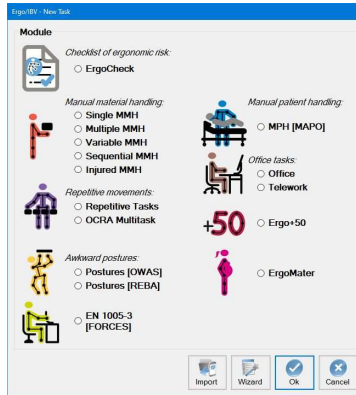 Ergo/IBV - New Task
Module
Checklist of ergonomic risk:
ErgoCheck
Manual material handling:
Single MMH
Multiple MMH
Variable MMH
Sequential MMH
Injured MMH
Repetitive movements:
Repetitive Tasks
OCRA Multitask
Awkward postures:
Postures [OWAS]
Postures [REBA]
EN 1005-3
[FORCES]
Manual patient handling:
MPH [MAPO]
Office tasks:
Office
Telework
+50
Ergo+50
ErgoMater
Import
Wizard
Ok
Cancel